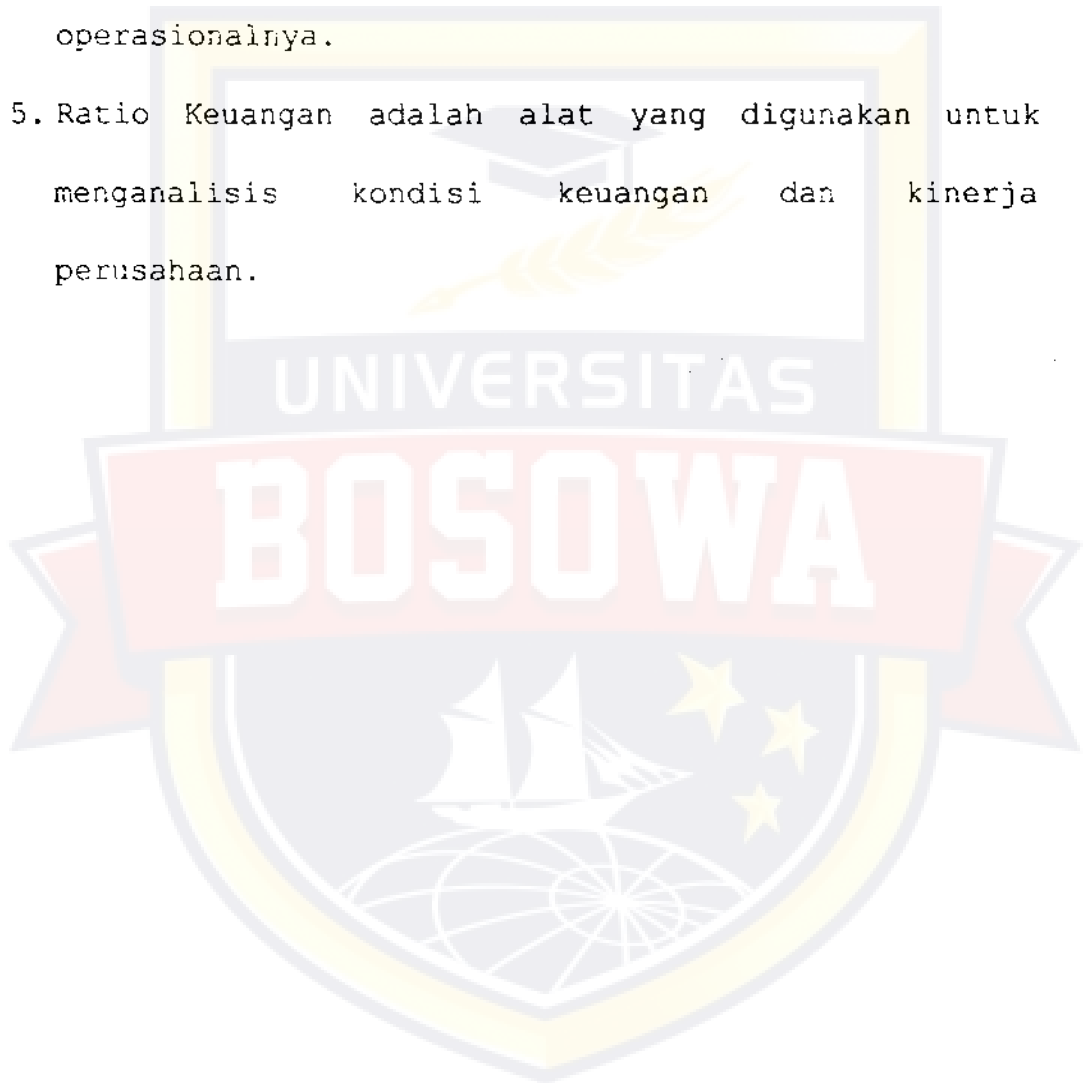 operasionalnya.
5. Ratio Keuangan adalah alat yang digunakan untuk
menganalisis kondisi keuangan dan kinerja
perusahaan.
UNIVERSITAS
BOSOWA